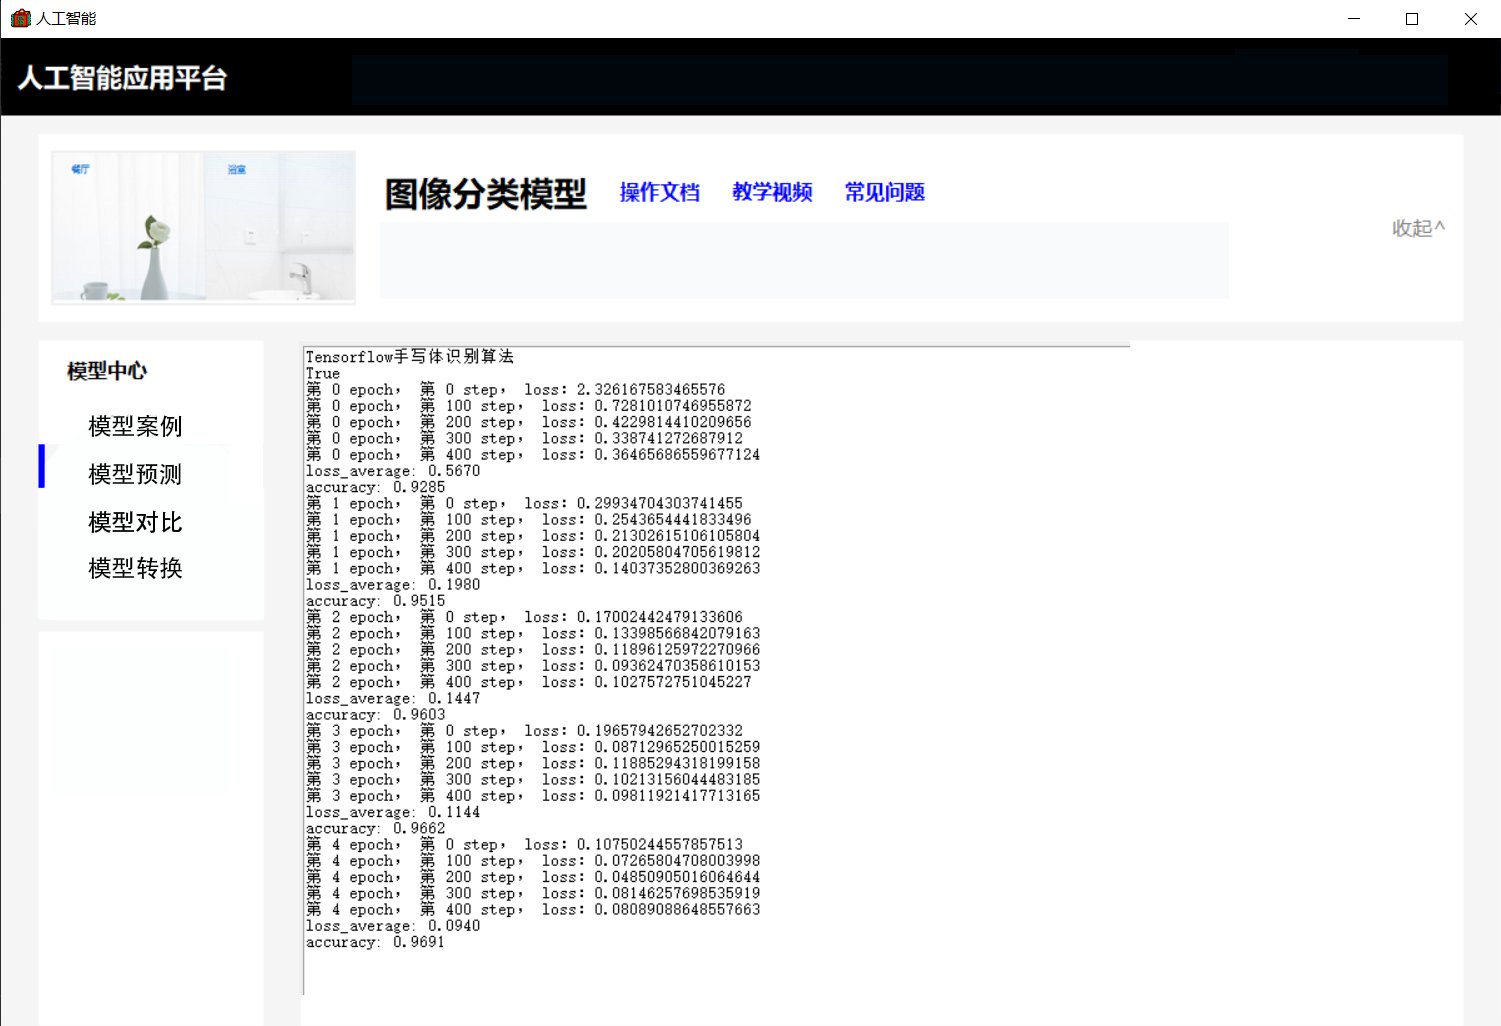 人工智能
人工智能应用平台
餐厅
浴室
图像分类模型 操作文档 教学视频 常见问题
收起^
模型中心
模型案例
模型预测
模型对比
模型转换
Tensorflow手写体识别算法
True
第 0 epoch, 第 0 step, loss: 2.326167583465576
第 0 epoch, 第 100 step, loss: 0.7281010746955872
第 0 epoch, 第 200 step, loss: 0.4229814410209656
第 0 epoch, 第 300 step, loss: 0.338741272687912
第 0 epoch, 第 400 step, loss: 0.36465686559677124
loss_average: 0.5670
accuracy: 0.9285
第 1 epoch, 第 0 step, loss: 0.29934704303741455
第 1 epoch, 第 100 step, loss: 0.2543654441833496
第 1 epoch, 第 200 step, loss: 0.21302615106105804
第 1 epoch, 第 300 step, loss: 0.20205804705619812
第 1 epoch, 第 400 step, loss: 0.14037352800369263
loss_average: 0.1980
accuracy: 0.9515
第 2 epoch, 第 0 step, loss: 0.17002442479133606
第 2 epoch, 第 100 step, loss: 0.13398566842079163
第 2 epoch, 第 200 step, loss: 0.11896125972270966
第 2 epoch, 第 300 step, loss: 0.09362470358610153
第 2 epoch, 第 400 step, loss: 0.1027572751045227
loss_average: 0.1447
accuracy: 0.9603
第 3 epoch, 第 0 step, loss: 0.19657942652702332
第 3 epoch, 第 100 step, loss: 0.08712965250015259
第 3 epoch, 第 200 step, loss: 0.11885294318199158
第 3 epoch, 第 300 step, loss: 0.10213156044483185
第 3 epoch, 第 400 step, loss: 0.09811921417713165
loss_average: 0.1144
accuracy: 0.9662
第 4 epoch, 第 0 step, loss: 0.10750244557857513
第 4 epoch, 第 100 step, loss: 0.07265804708003998
第 4 epoch, 第 200 step, loss: 0.04850905016064644
第 4 epoch, 第 300 step, loss: 0.08146257698535919
第 4 epoch, 第 400 step, loss: 0.08089088648557663
loss_average: 0.0940
accuracy: 0.9691